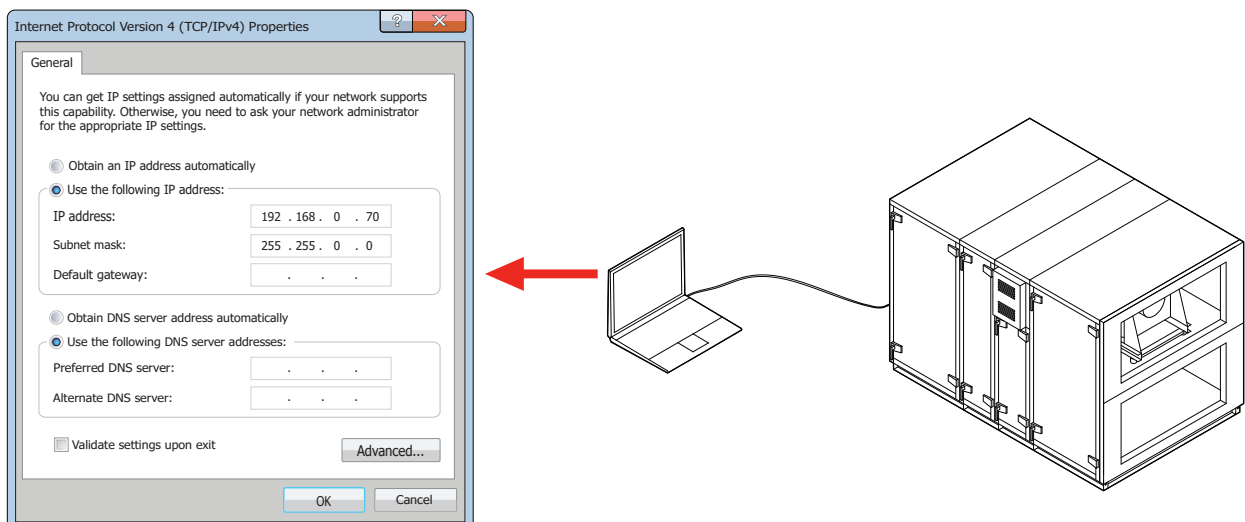 Internet Protocol Version 4 (TCP/IPv4) Properties
?
X
General
You can get IP settings assigned automatically if your network supports
this capability. Otherwise, you need to ask your network administrator
for the appropriate IP settings.
Obtain an IP address automatically
Use the following IP address:
IP address: 192 . 168 . 0 . 70
Subnet mask: 255 . 255 . 0 . 0
Default gateway: . . .
Obtain DNS server address automatically
Use the following DNS server addresses:
Preferred DNS server: . . .
Alternate DNS server: . . .
Validate settings upon exit
Advanced...
OK Cancel